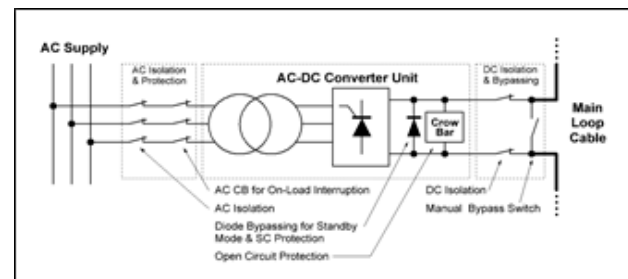 AC Supply
AC Isolation
& Protection
AC-DC Converter Unit
DC Isolation
& Bypassing
Crow
Bar
Main
Loop
Cable
AC CB for On-Load Interruption
AC Isolation
Diode Bypassing for Standby
Mode & SC Protection
Open Circuit Protection
DC Isolation
Manual Bypass Switch